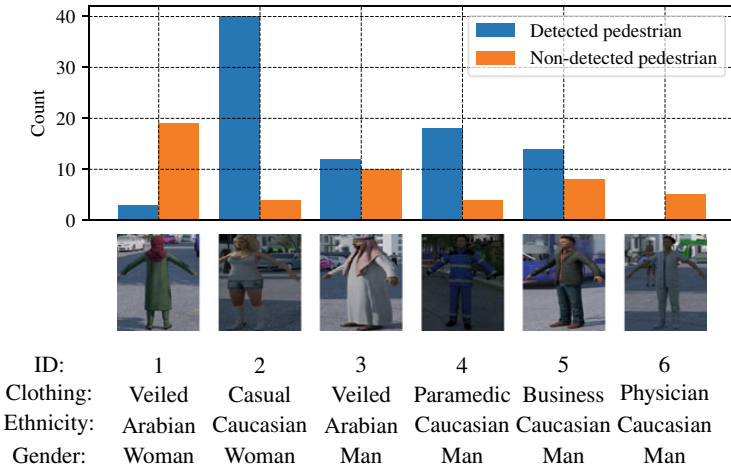 40
30
20
10
0
Count
Detected pedestrian
Non-detected pedestrian
ID: 1 2 3 4 5 6
Clothing: Veiled Casual Veiled Paramedic Business Physician
Ethnicity: Arabian Caucasian Arabian Caucasian Caucasian Caucasian
Gender: Woman Woman Man Man Man Man